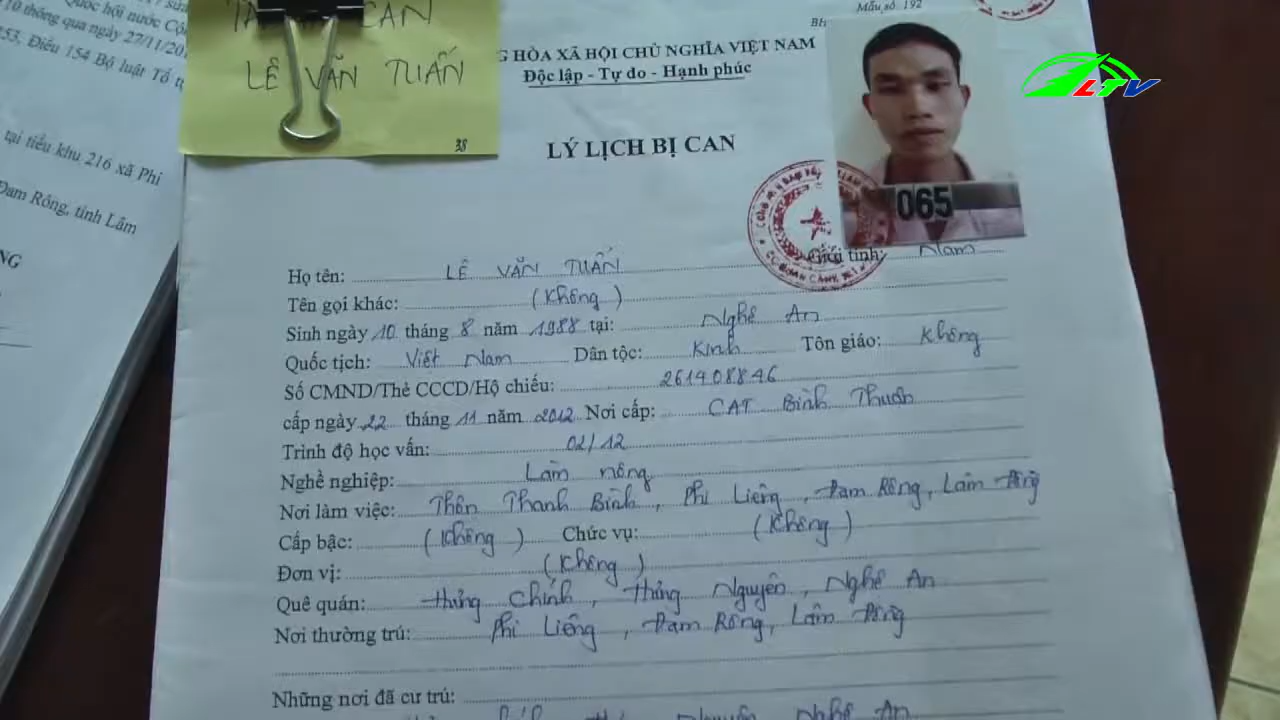 10 thông qua ngày 27/11/20
153, Điều 154 Bộ luật Tố t
tại tiểu khu 216 xã Phi
Đam Rông, tỉnh Lâm
NG
CAN
LÊ VĂN TUẤN
38
Mẫu số: 192
G HÒA XÃ HỘI CHỦ NGHĨA VIỆT NAM
Độc lập - Tự do - Hạnh phúc
LTV
LÝ LỊCH BỊ CAN
065
Họ tên: LÊ VĂN TUẤN Giới tính: Nam
Tên gọi khác: (Không)
Sinh ngày 10 tháng 8 năm 1988 tại: Nghệ An
Quốc tịch: Việt Nam Dân tộc: Kinh Tôn giáo: Không
Số CMND/Thẻ CCCD/Hộ chiếu: 261408846
cấp ngày 22 tháng 11 năm 2012 Nơi cấp: CAT Bình Thuận
Trình độ học vấn: 02/12
Nghề nghiệp: Làm nông
Nơi làm việc: Thôn Thanh Bình, Phi Liêng, Đam Rông, Lâm Đồng
Cấp bậc: (Không) Chức vụ: (Không)
Đơn vị: (Không)
Quê quán: Hưng Chính, Hưng Nguyên, Nghệ An
Nơi thường trú: Phi Liêng, Đam Rông, Lâm Đồng
Những nơi đã cư trú:
Nguyên, Nghệ An